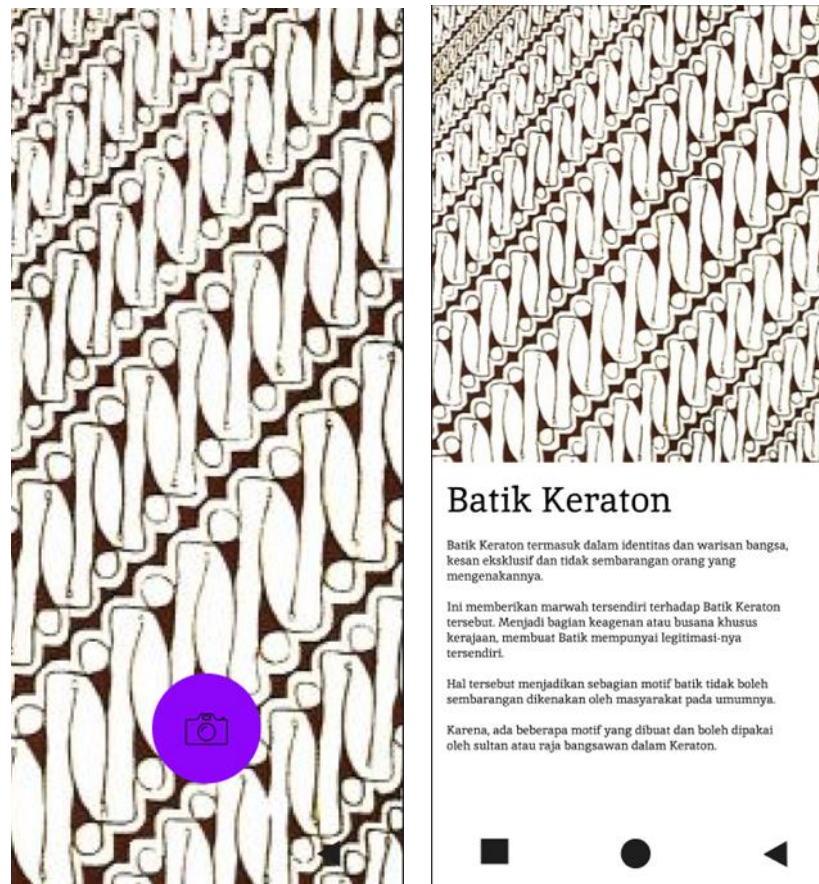 Batik Keraton
Batik Keraton termasuk dalam identitas dan warisan bangsa,
kesan eksklusif dan tidak sembarangan orang yang
mengenakannya.
Ini memberikan marwah tersendiri terhadap Batik Keraton
tersebut. Menjadi bagian keagenan atau busana khusus
kerajaan, membuat Batik mempunyai legitimasi-nya
tersendiri.
Hal tersebut menjadikan sebagian motif batik tidak boleh
sembarangan dikenakan oleh masyarakat pada umumnya.
Karena, ada beberapa motif yang dibuat dan boleh dipakai
oleh sultan atau raja bangsawan dalam Keraton.